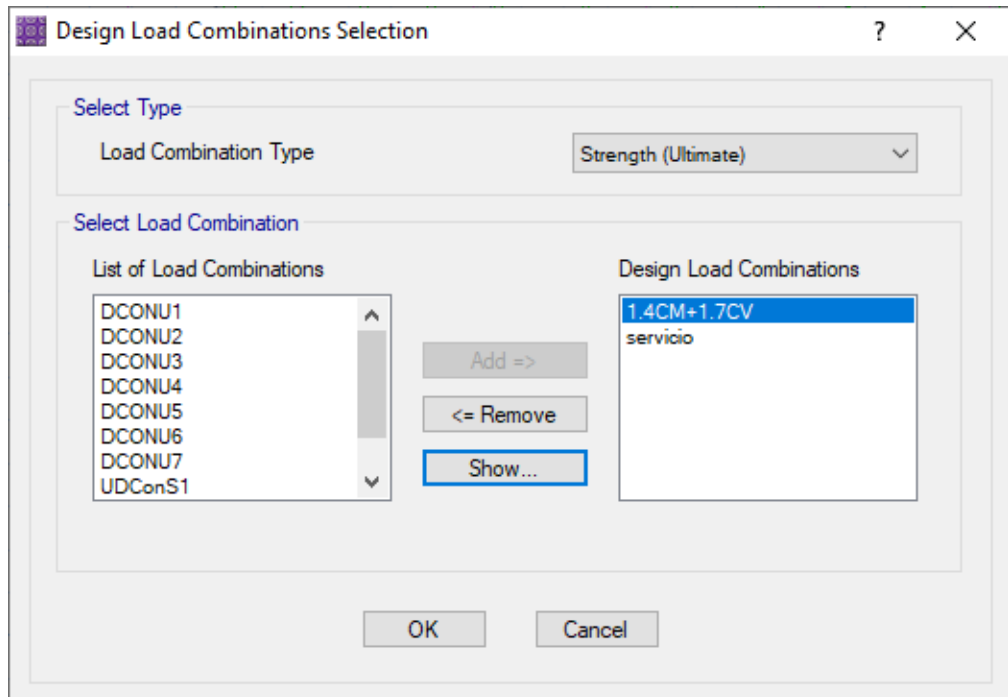 Design Load Combinations Selection ? X
Select Type
Load Combination Type Strength (Ultimate)
Select Load Combination
List of Load Combinations Design Load Combinations
DCONU1
DCONU2
DCONU3
DCONU4
DCONU5
DCONU6
DCONU7
UDConS1
Add =>
<= Remove
Show...
1.4CM+1.7CV
servicio
OK Cancel